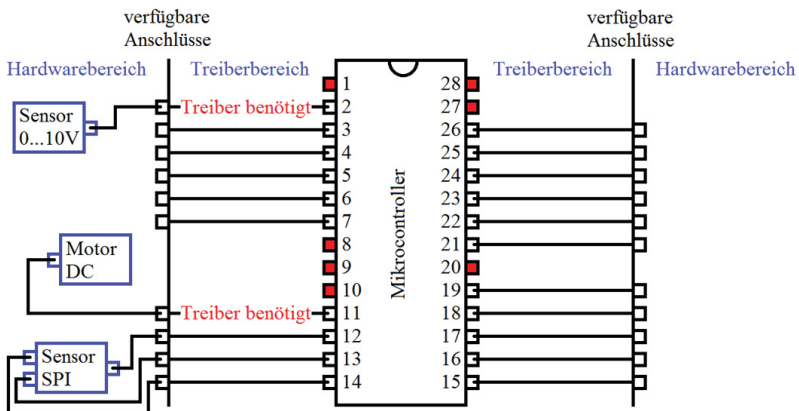 verfügbare
Anschlüsse
verfügbare
Anschlüsse
Hardwarebereich
Treiberbereich
Treiberbereich
Hardwarebereich
Sensor
0...10V
Treiber benötigt
Motor
DC
Treiber benötigt
Sensor
SPI
Mikrocontroller
1
2
3
4
5
6
7
8
9
10
11
12
13
14
28
27
26
25
24
23
22
21
20
19
18
17
16
15